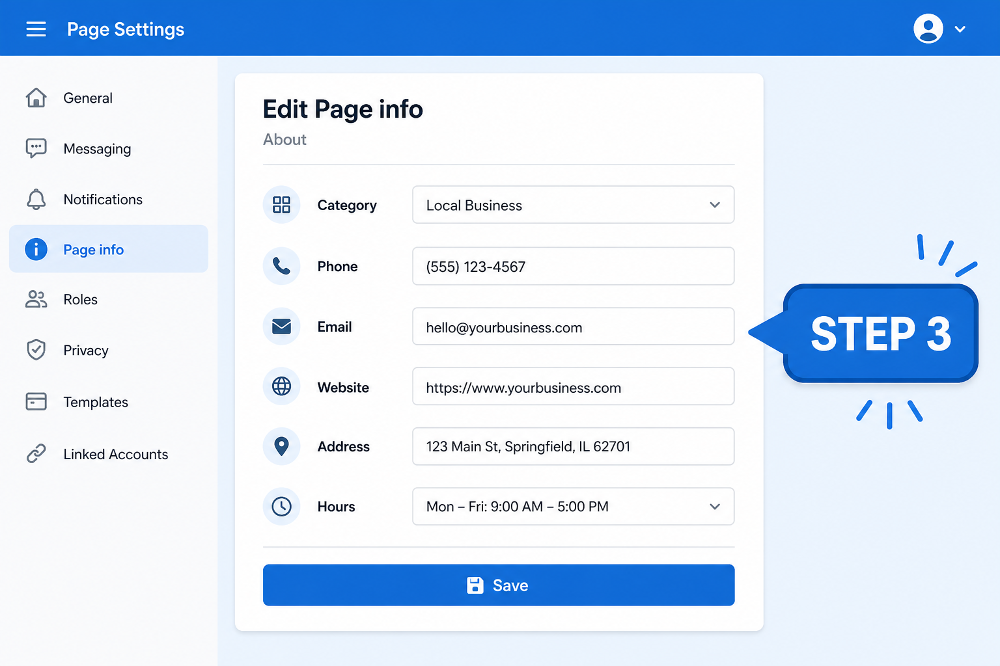 Page Settings
General
Messaging
Notifications
Page info
Roles
Privacy
Templates
Linked Accounts
Edit Page info
About
Category
Local Business
Phone
(555) 123-4567
Email
hello@yourbusiness.com
Website
https://www.yourbusiness.com
Address
123 Main St, Springfield, IL 62701
Hours
Mon – Fri: 9:00 AM – 5:00 PM
Save
STEP 3